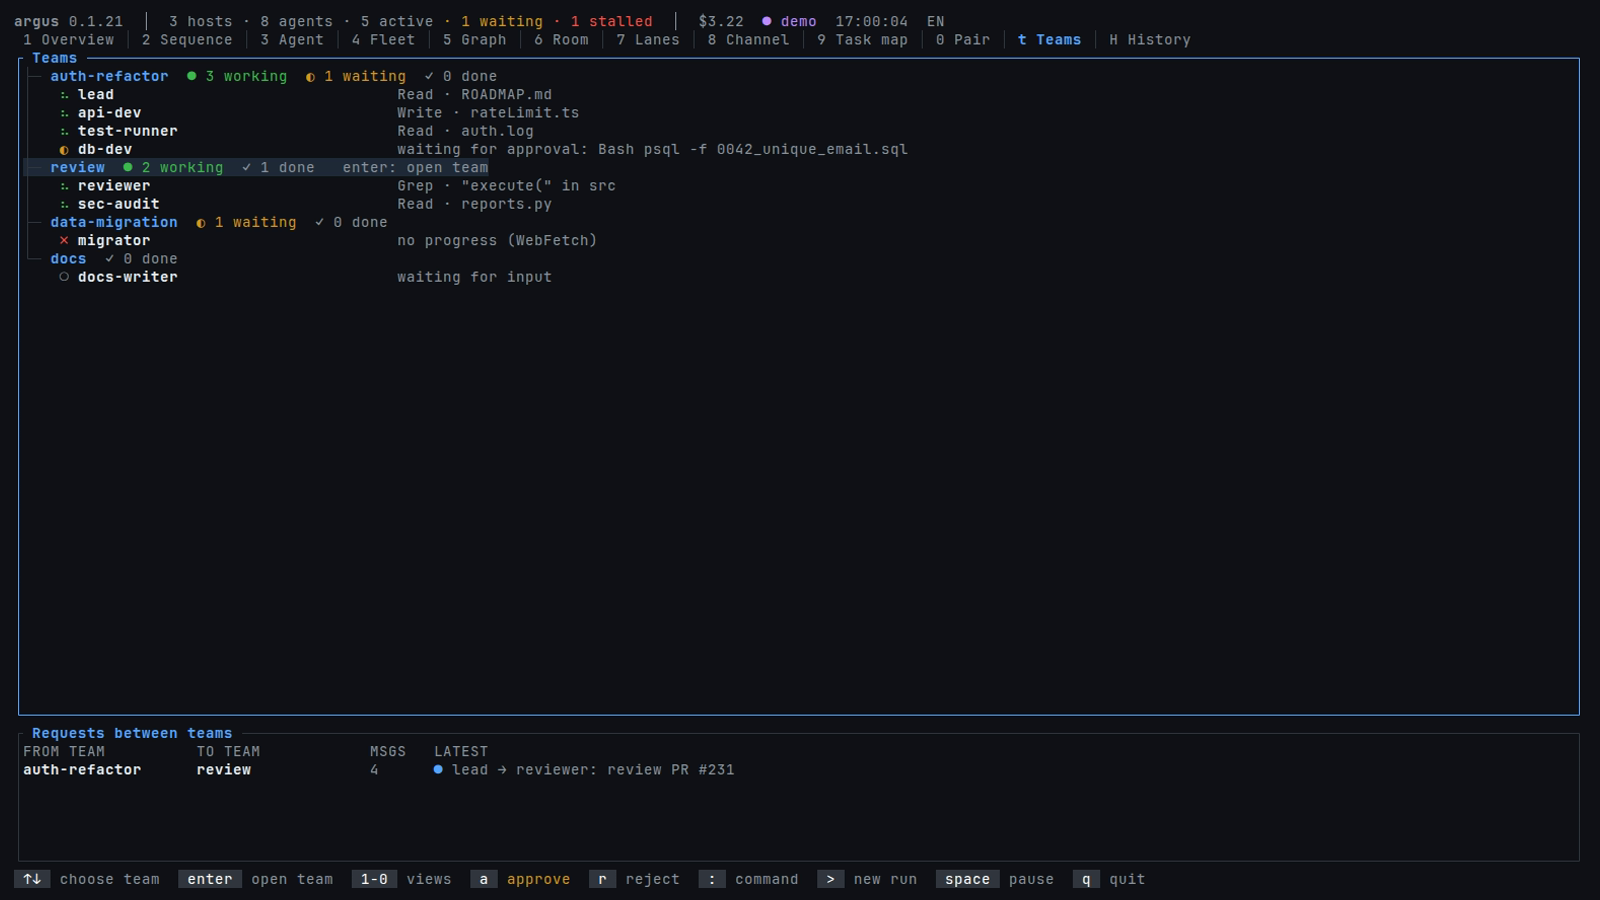 argus 0.1.21 │ 3 hosts · 8 agents · 5 active · 1 waiting · 1 stalled │ $3.22 ● demo 17:00:04 EN
1 Overview │ 2 Sequence │ 3 Agent │ 4 Fleet │ 5 Graph │ 6 Room │ 7 Lanes │ 8 Channel │ 9 Task map │ 0 Pair │ t Teams │ H History
Teams
auth-refactor ● 3 working ◐ 1 waiting ✓ 0 done
lead Read · ROADMAP.md
api-dev Write · rateLimit.ts
test-runner Read · auth.log
◐ db-dev waiting for approval: Bash psql -f 0042_unique_email.sql
review ● 2 working ✓ 1 done enter: open team
reviewer Grep · "execute(" in src
sec-audit Read · reports.py
data-migration ◐ 1 waiting ✓ 0 done
✕ migrator no progress (WebFetch)
docs ✓ 0 done
○ docs-writer waiting for input
Requests between teams
FROM TEAM TO TEAM MSGS LATEST
auth-refactor review 4 ● lead → reviewer: review PR #231
↑↓ choose team enter open team 1-0 views a approve r reject : command > new run space pause q quit